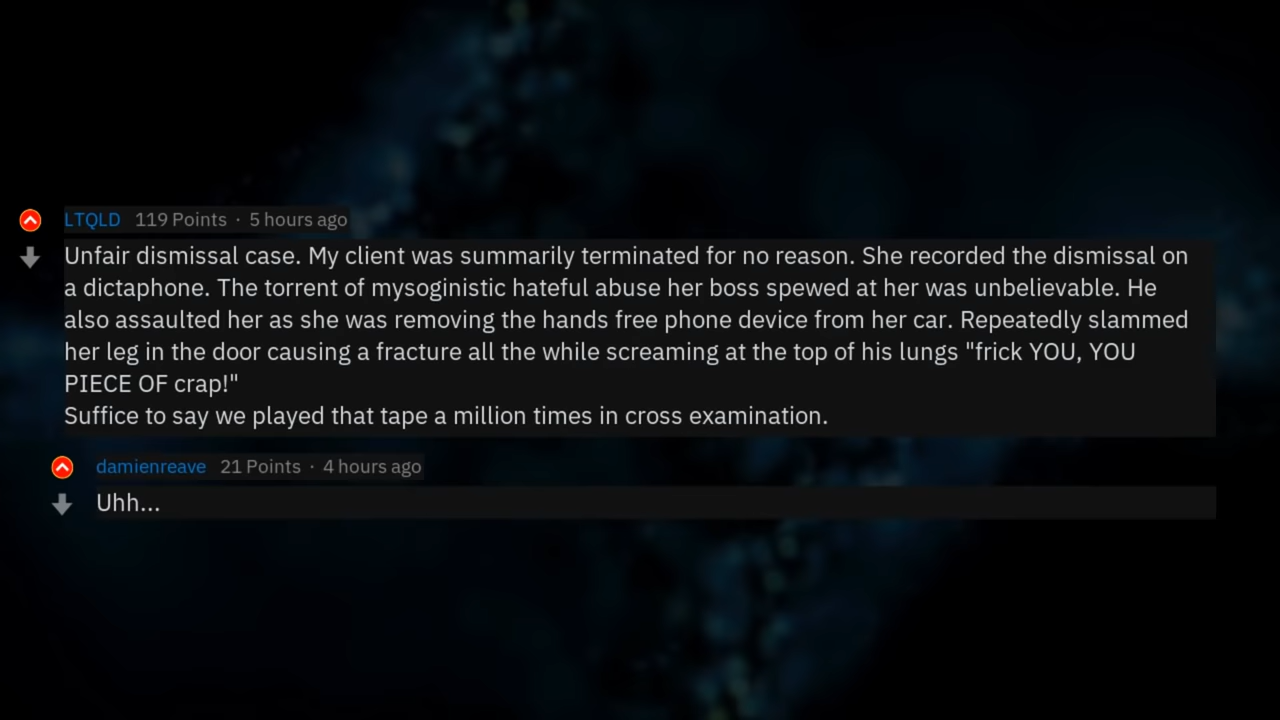 LTQLD 119 Points · 5 hours ago
Unfair dismissal case. My client was summarily terminated for no reason. She recorded the dismissal on
a dictaphone. The torrent of mysoginistic hateful abuse her boss spewed at her was unbelievable. He
also assaulted her as she was removing the hands free phone device from her car. Repeatedly slammed
her leg in the door causing a fracture all the while screaming at the top of his lungs "frick YOU, YOU
PIECE OF crap!"
Suffice to say we played that tape a million times in cross examination.
damienreave 21 Points · 4 hours ago
Uhh...